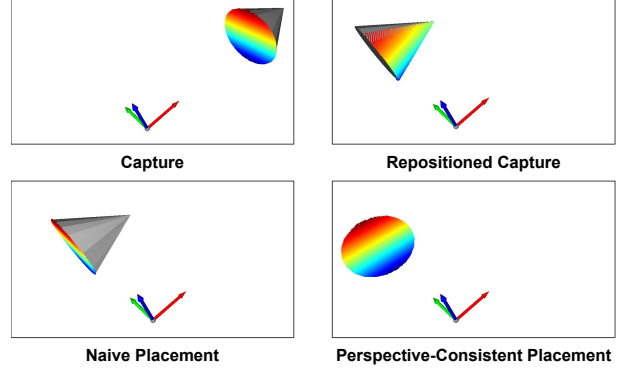 Capture
Repositioned Capture
Naive Placement
Perspective-Consistent Placement